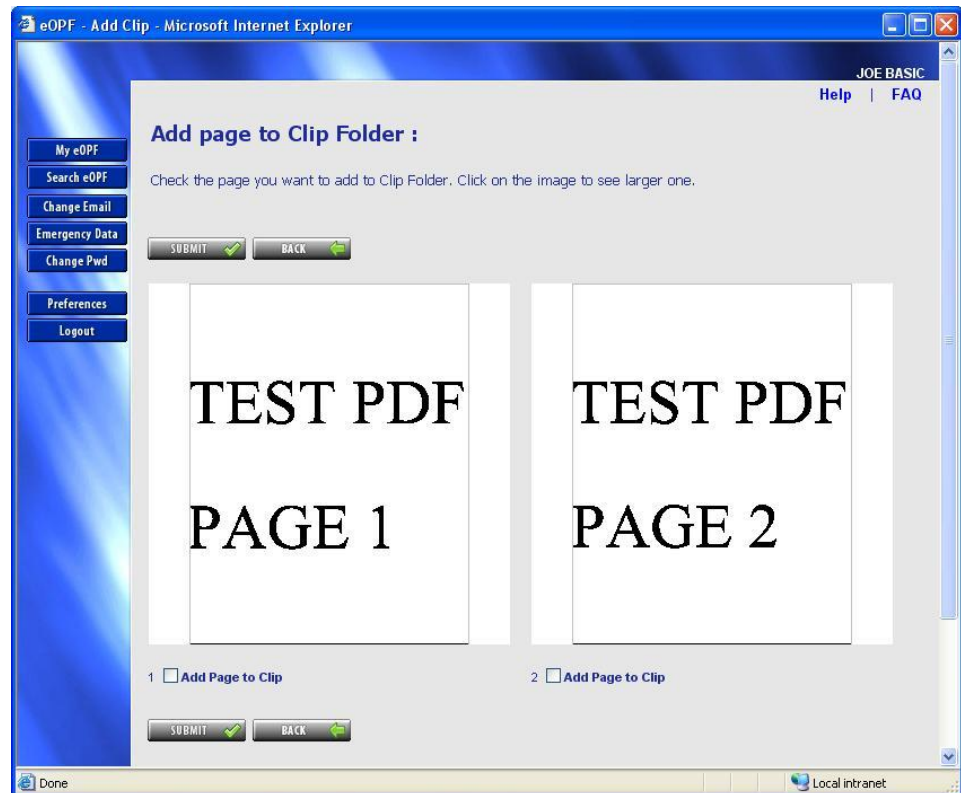 eOPF - Add Clip - Microsoft Internet Explorer
JOE BASIC
Help | FAQ
My eOPF
Search eOPF
Change Email
Emergency Data
Change Pwd
Preferences
Logout
Add page to Clip Folder :
Check the page you want to add to Clip Folder. Click on the image to see larger one.
SUBMIT BACK
TEST PDF
PAGE 1
TEST PDF
PAGE 2
1 Add Page to Clip
2 Add Page to Clip
SUBMIT BACK
Done
Local intranet